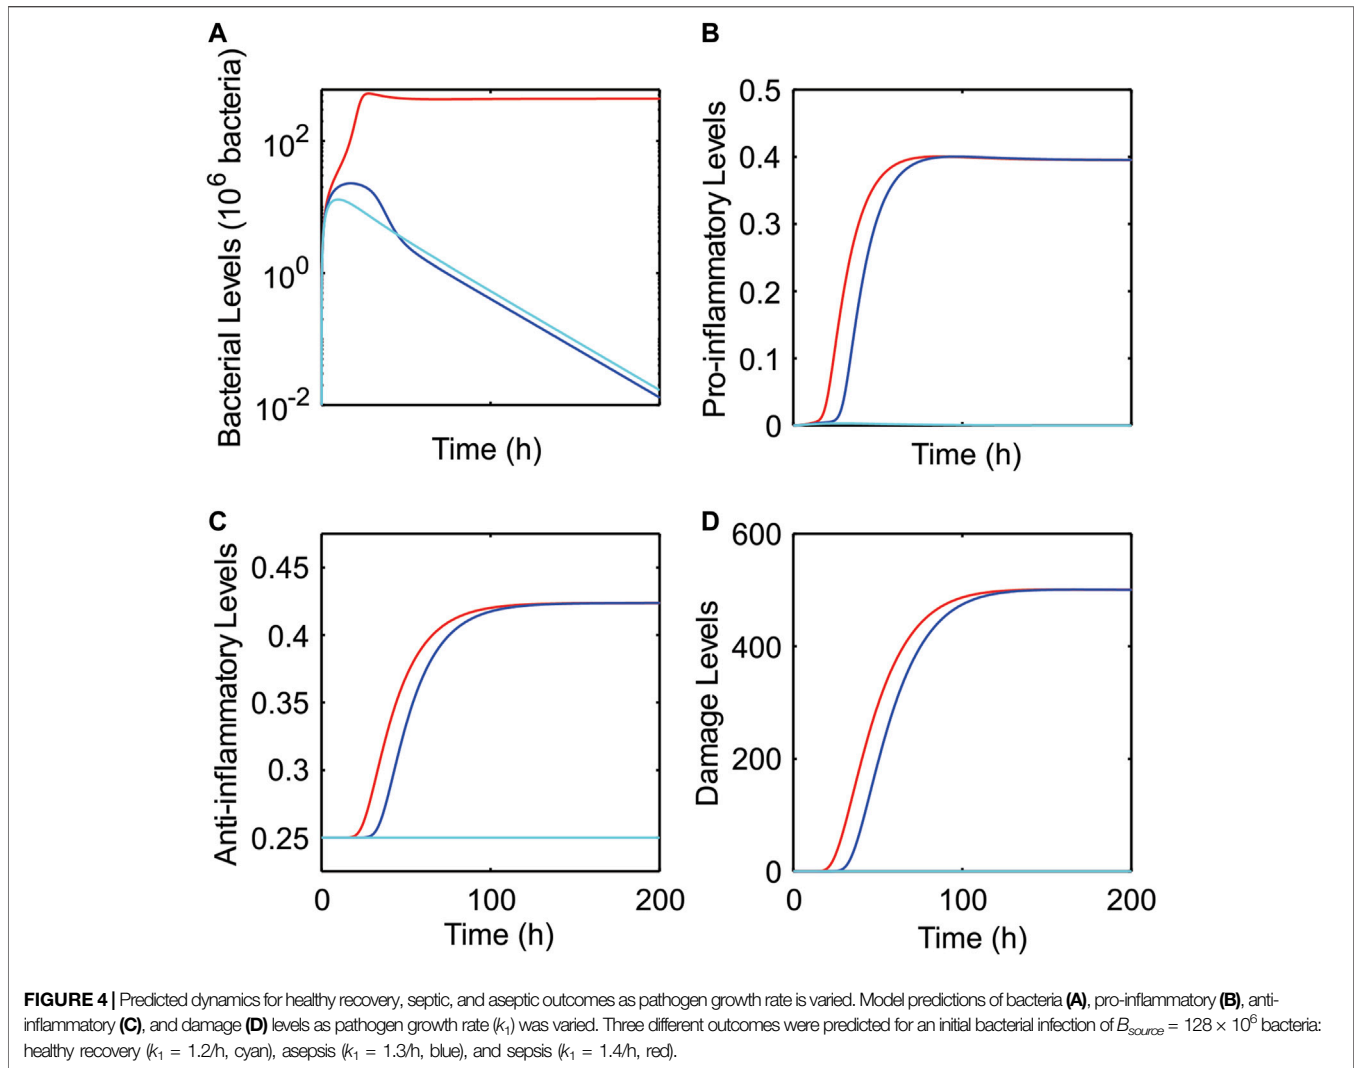 A
Bacterial Levels (10^6 bacteria)
10^2
10^0
10^-2
100
200
Time (h)
B
Pro-inflammatory Levels
0.5
0.4
0.3
0.2
0.1
0
0
100
200
Time (h)
C
Anti-inflammatory Levels
0.45
0.4
0.35
0.3
0.25
0
100
200
Time (h)
D
Damage Levels
600
400
200
0
0
100
200
Time (h)
FIGURE 4 | Predicted dynamics for healthy recovery, septic, and aseptic outcomes as pathogen growth rate is varied. Model predictions of bacteria (A), pro-inflammatory (B), anti-
inflammatory (C), and damage (D) levels as pathogen growth rate (k1) was varied. Three different outcomes were predicted for an initial bacterial infection of Bsource = 128 × 10^6 bacteria:
healthy recovery (k1 = 1.2/h, cyan), asepsis (k1 = 1.3/h, blue), and sepsis (k1 = 1.4/h, red).